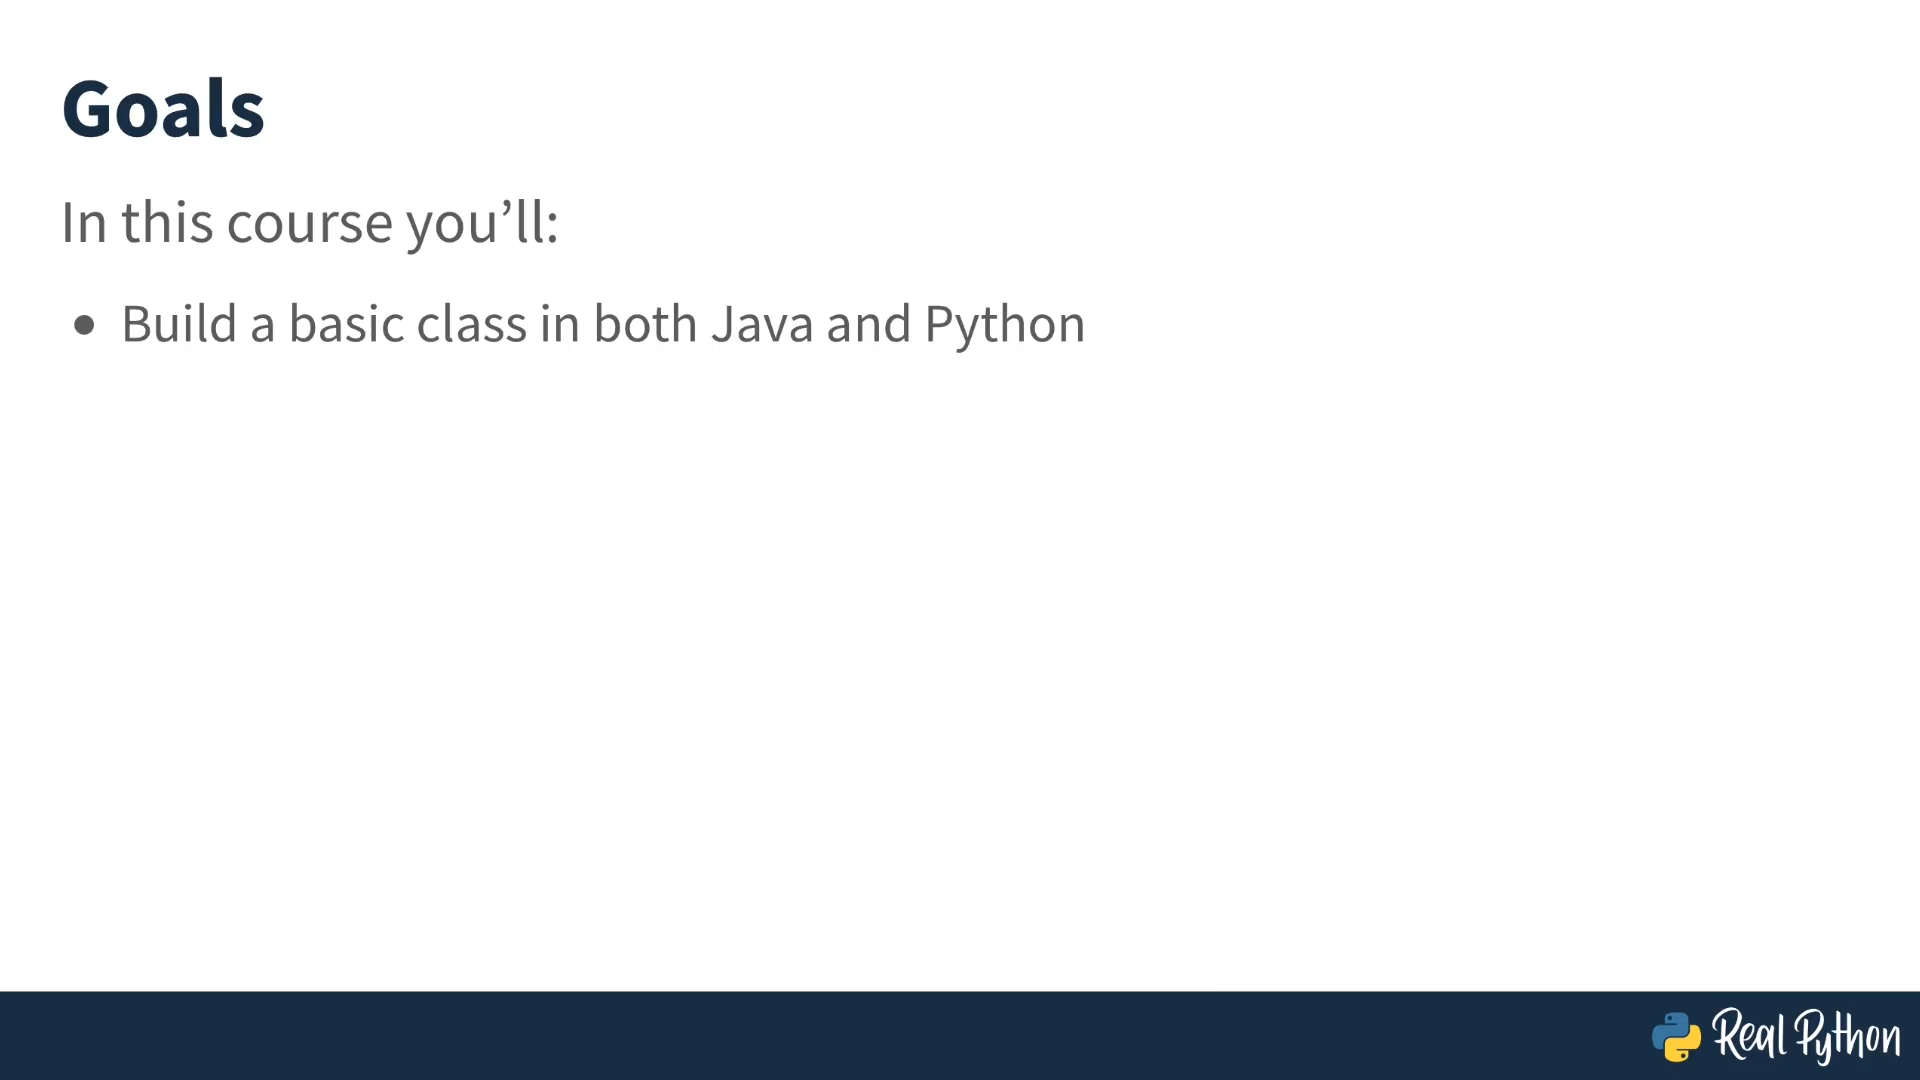 Goals
In this course you’ll:
• Build a basic class in both Java and Python
Real Python